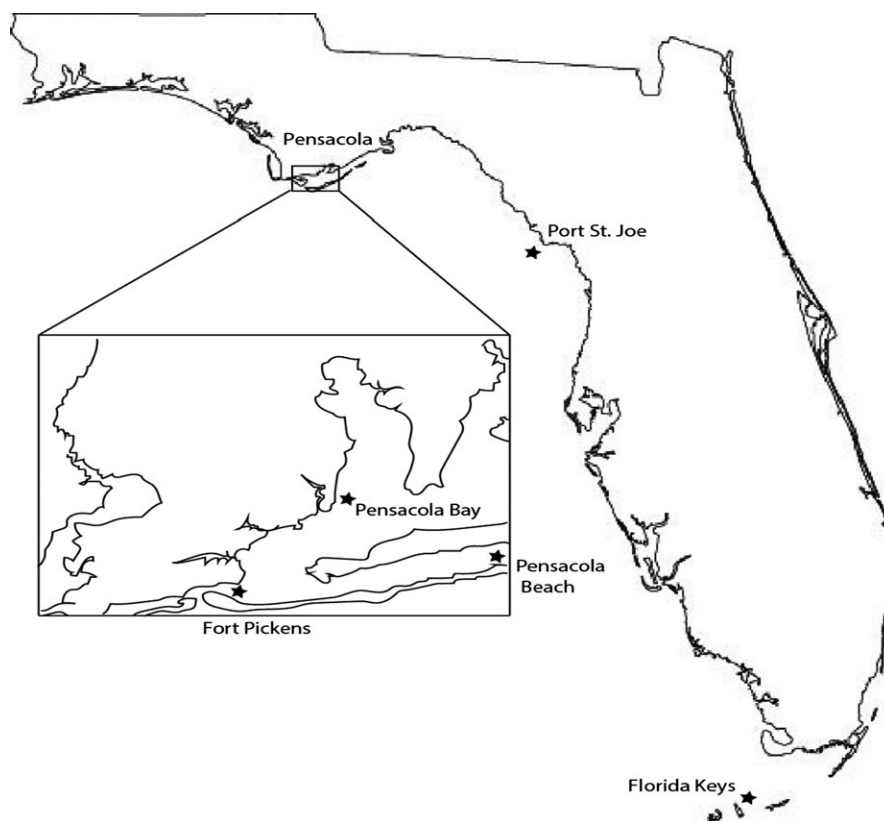 Pensacola
Port St. Joe
Pensacola Bay
Pensacola
Beach
Fort Pickens
Florida Keys